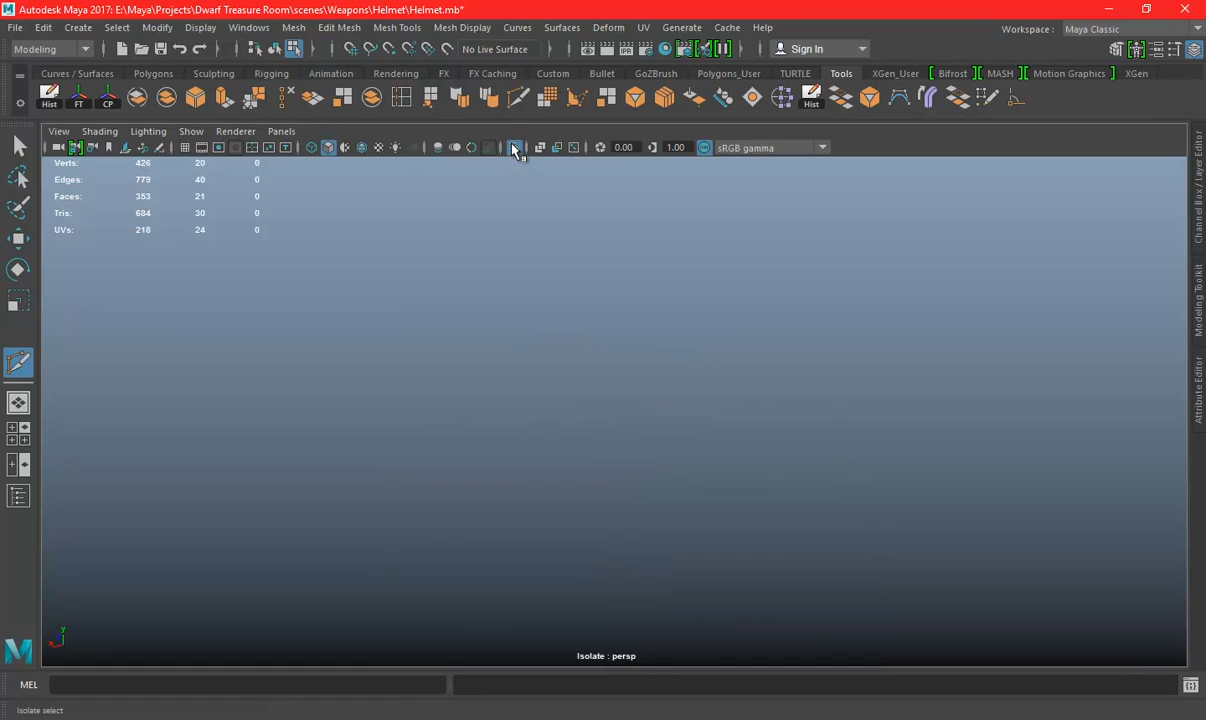 Autodesk Maya 2017: E:\Maya\Projects\Dwarf Treasure Room\scenes\Weapons\Helmet\Helmet.mb*
File Edit Create Select Modify Display Windows Mesh Edit Mesh Mesh Tools Mesh Display Curves Surfaces Deform UV Generate Cache Help Workspace : Maya Classic
Modeling No Live Surface Sign In
Curves / Surfaces Polygons Sculpting Rigging Animation Rendering FX FX Caching Custom Bullet GoZBrush Polygons_User TURTLE Tools XGen_User Bifrost MASH Motion Graphics XGen
Hist FT CP Hist
View Shading Lighting Show Renderer Panels
0.00 1.00 sRGB gamma
Verts: 426 20 0
Edges: 779 40 0
Faces: 353 21 0
Tris: 684 30 0
UVs: 218 24 0
Channel Box / Layer Editor
Modeling Toolkit
Attribute Editor
y
Isolate : persp
MEL
Isolate select